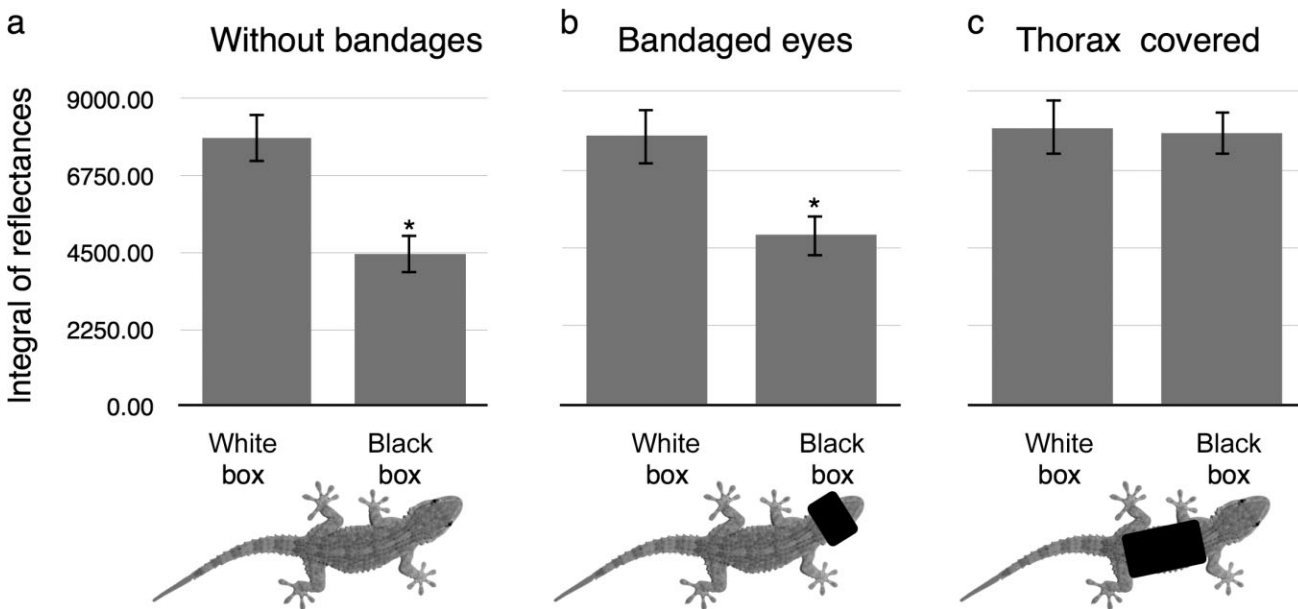 a
Without bandages
b
Bandaged eyes
c
Thorax covered
Integral of reflectances
9000.00
6750.00
4500.00
2250.00
0.00
*
*
White
box
Black
box
White
box
Black
box
White
box
Black
box